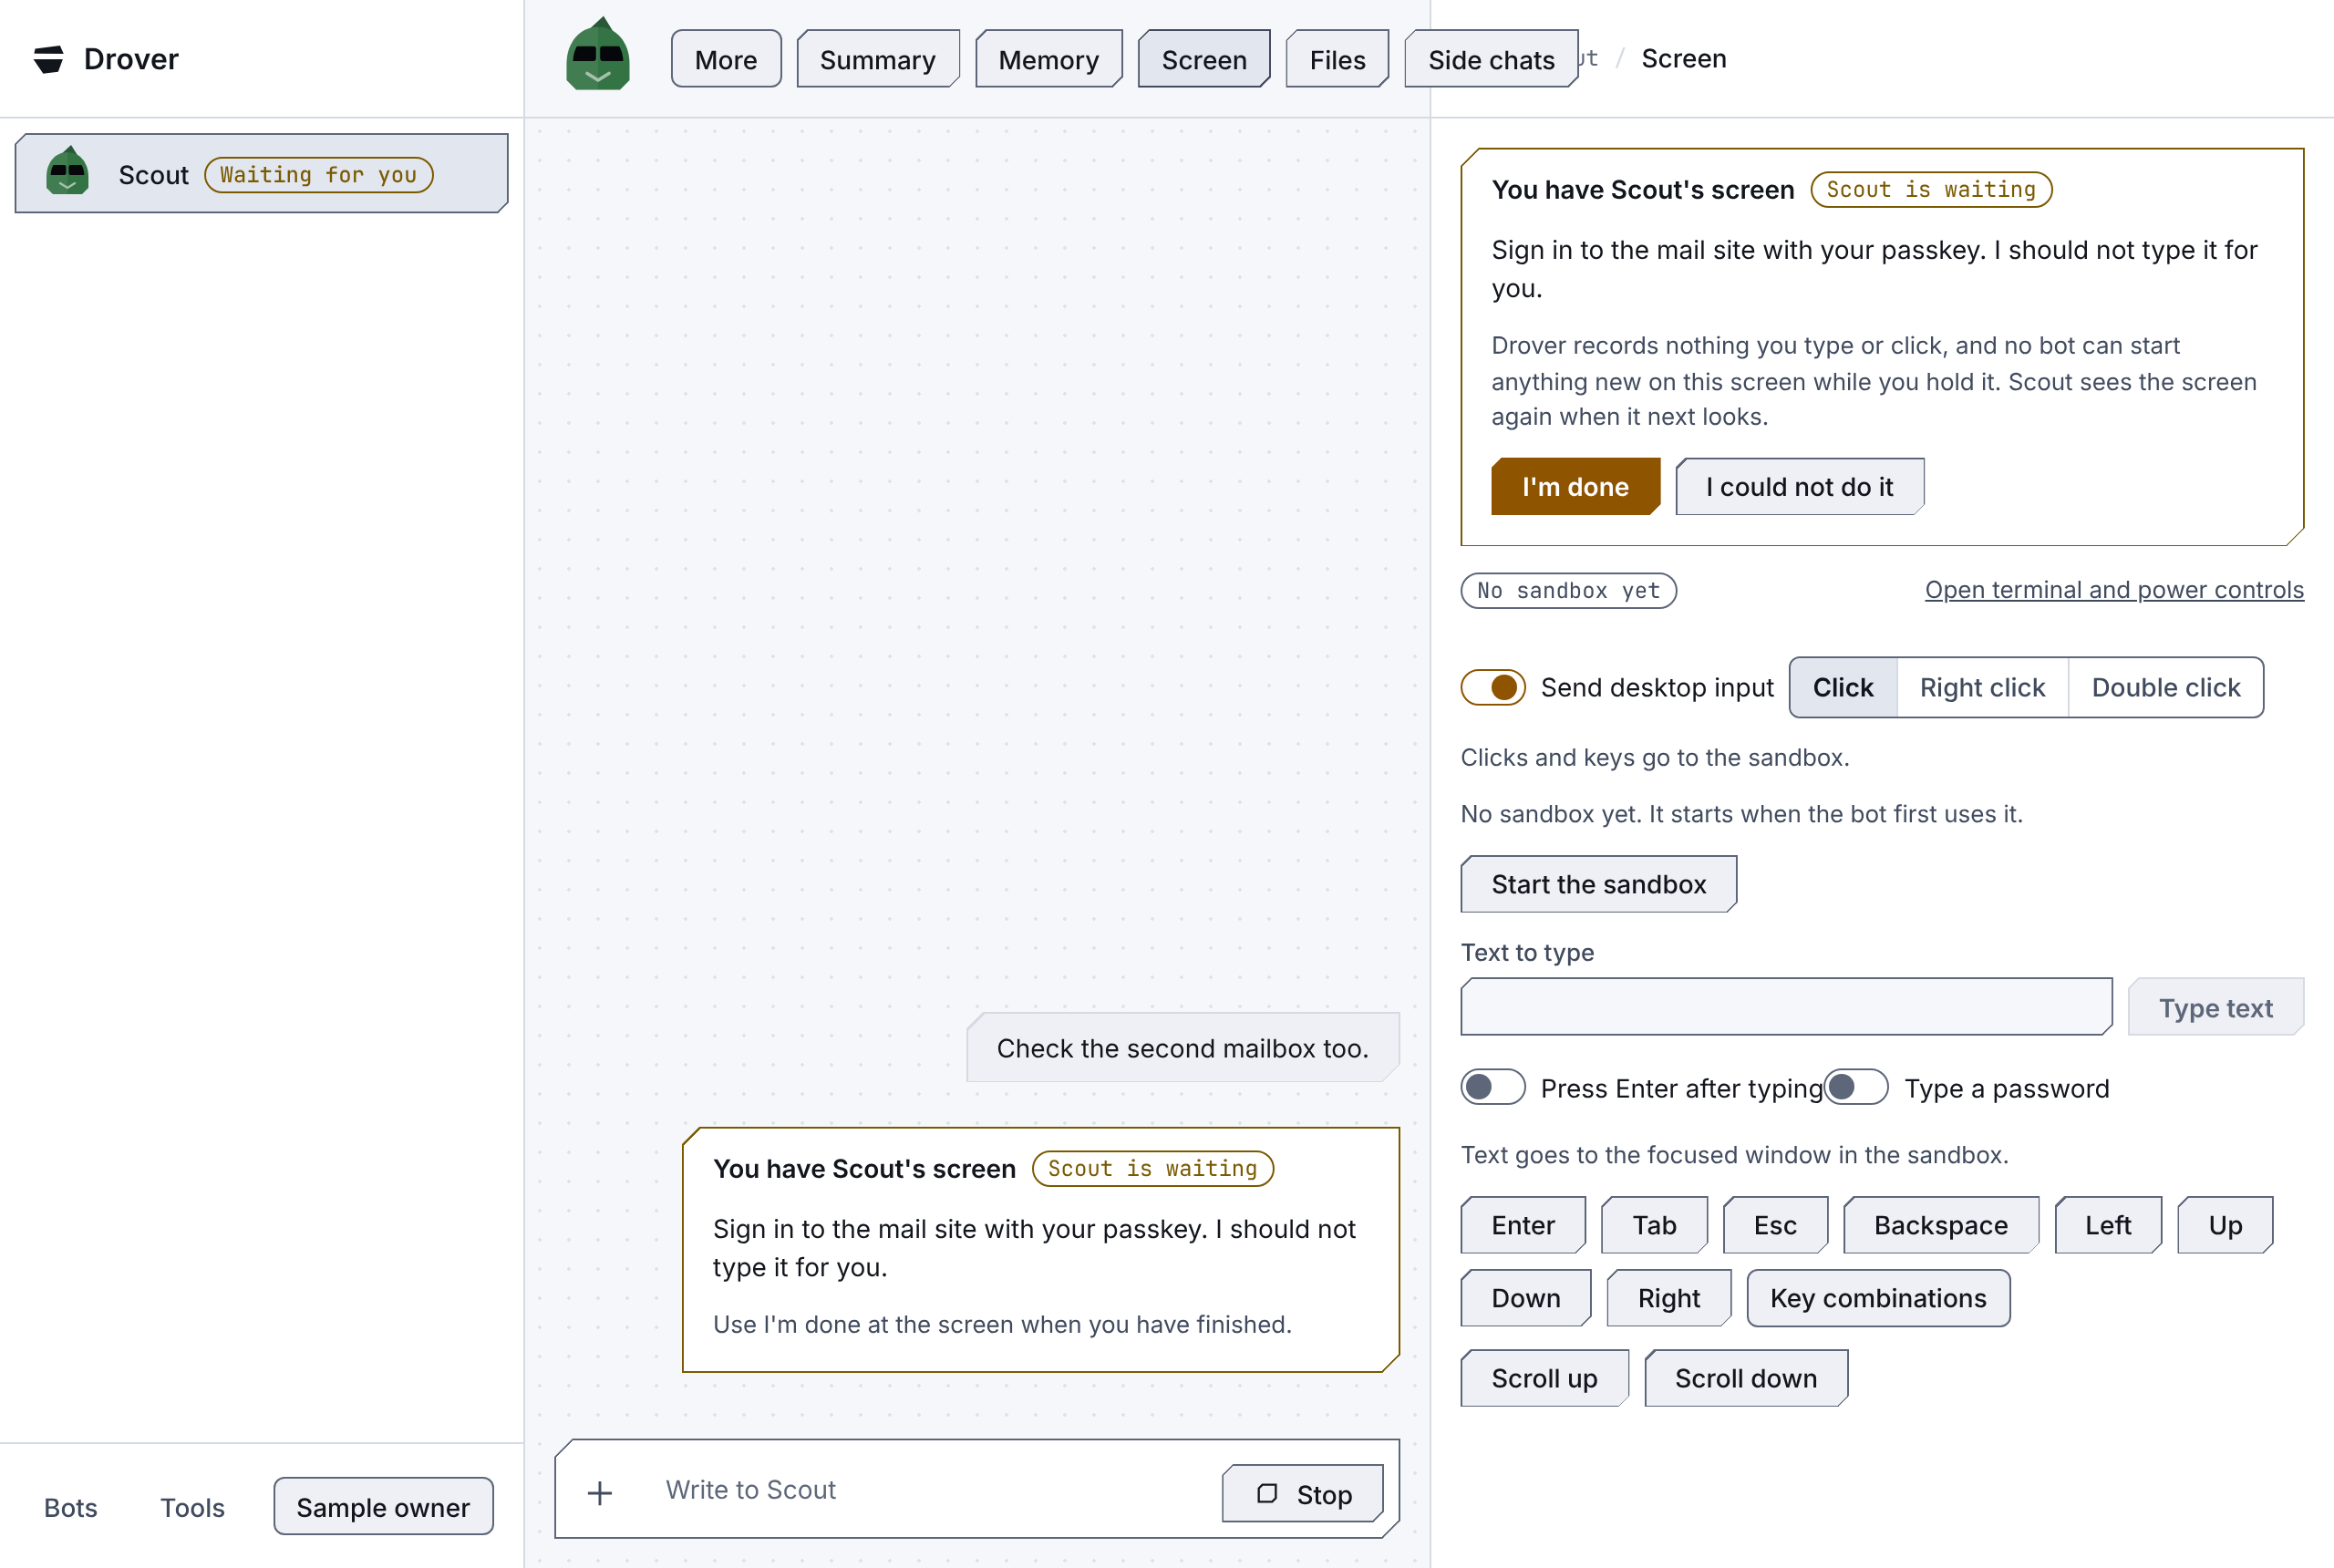 Drover
Scout Waiting for you
Bots Tools Sample owner
More Summary Memory Screen Files Side chats
Check the second mailbox too.
You have Scout's screen Scout is waiting
Sign in to the mail site with your passkey. I should not
type it for you.
Use I'm done at the screen when you have finished.
Write to Scout Stop
/ Screen
You have Scout's screen Scout is waiting
Sign in to the mail site with your passkey. I should not type it for
you.
Drover records nothing you type or click, and no bot can start
anything new on this screen while you hold it. Scout sees the screen
again when it next looks.
I'm done I could not do it
No sandbox yet Open terminal and power controls
Send desktop input Click Right click Double click
Clicks and keys go to the sandbox.
No sandbox yet. It starts when the bot first uses it.
Start the sandbox
Text to type
Type text
Press Enter after typing Type a password
Text goes to the focused window in the sandbox.
Enter Tab Esc Backspace Left Up
Down Right Key combinations
Scroll up Scroll down